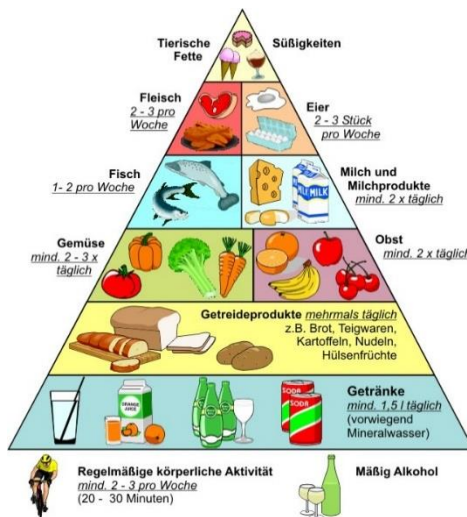 Tierische
Fette
Süßigkeiten
Fleisch
2 - 3 pro
Woche
Eier
2 - 3 Stück
pro Woche
Fisch
1- 2 pro Woche
Milch und
Milchprodukte
mind. 2 x täglich
MILK
Gemüse
mind. 2 - 3 x
täglich
Obst
mind. 2 x täglich
Getreideprodukte mehrmals täglich
z.B. Brot, Teigwaren,
Kartoffeln, Nudeln,
Hülsenfrüchte
ORANGE
JUICE
SODA
SODA
Getränke
mind. 1,5 l täglich
(vorwiegend
Mineralwasser)
Regelmäßige körperliche Aktivität
mind. 2 - 3 pro Woche
(20 - 30 Minuten)
Mäßig Alkohol